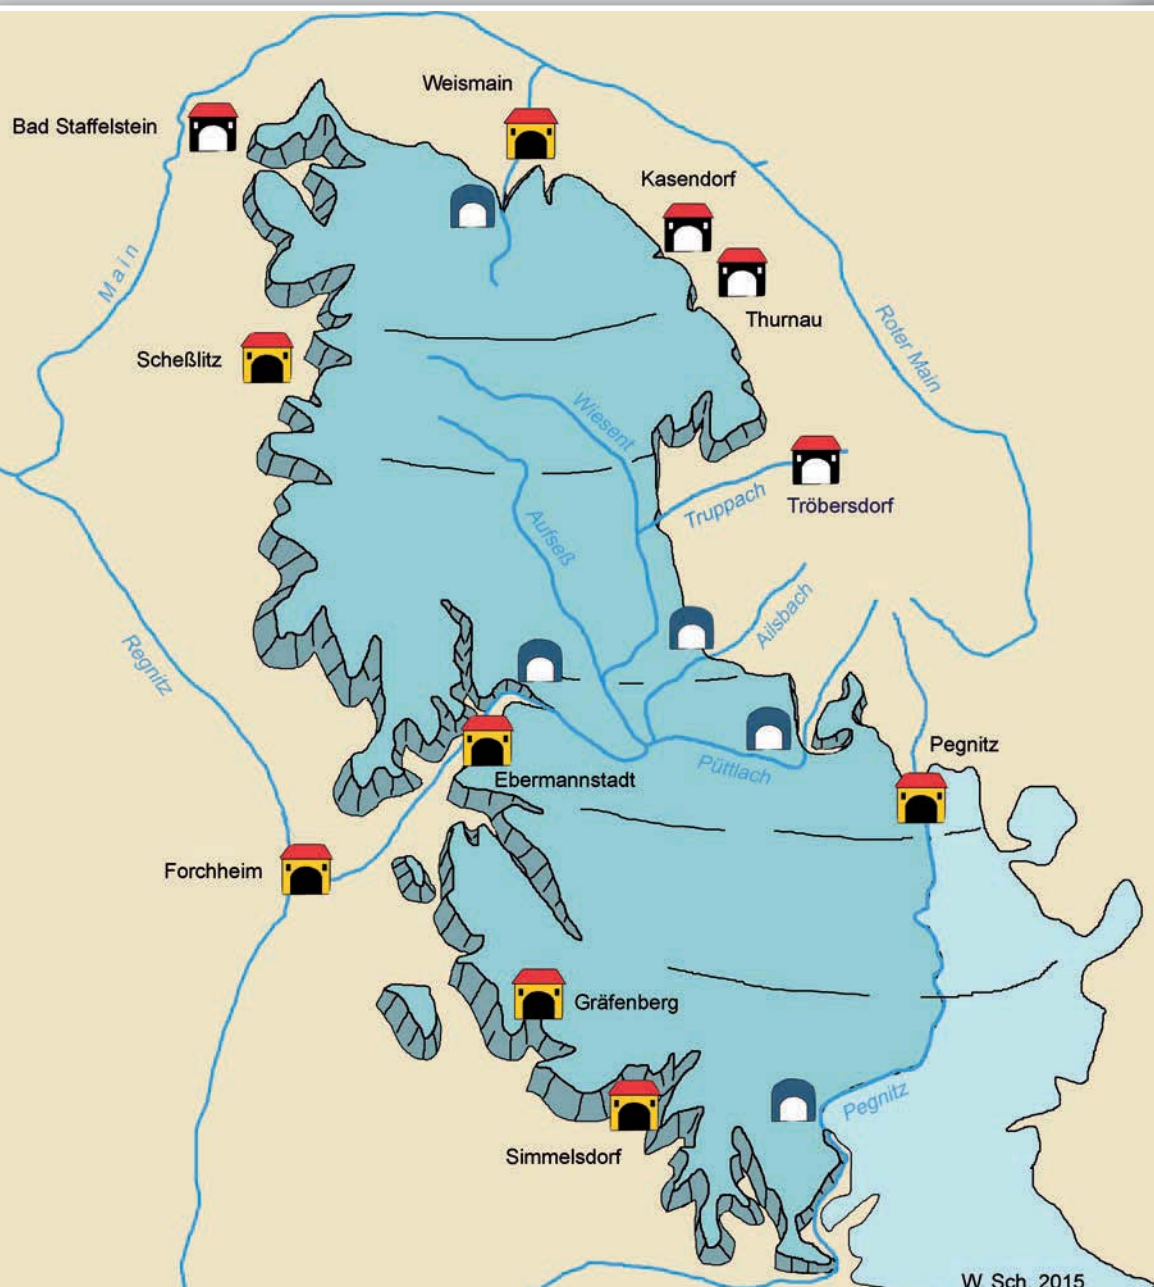 Weismain
Bad Staffelstein
Kasendorf
Main
Thurnau
Roter Main
Scheßlitz
Wiesent
Truppach
Tröbersdorf
Aufseß
Ailsbach
Regnitz
Pegnitz
Püttlach
Ebermannstadt
Forchheim
Gräfenberg
Pegnitz
Simmelsdorf
W. Sch. 2015